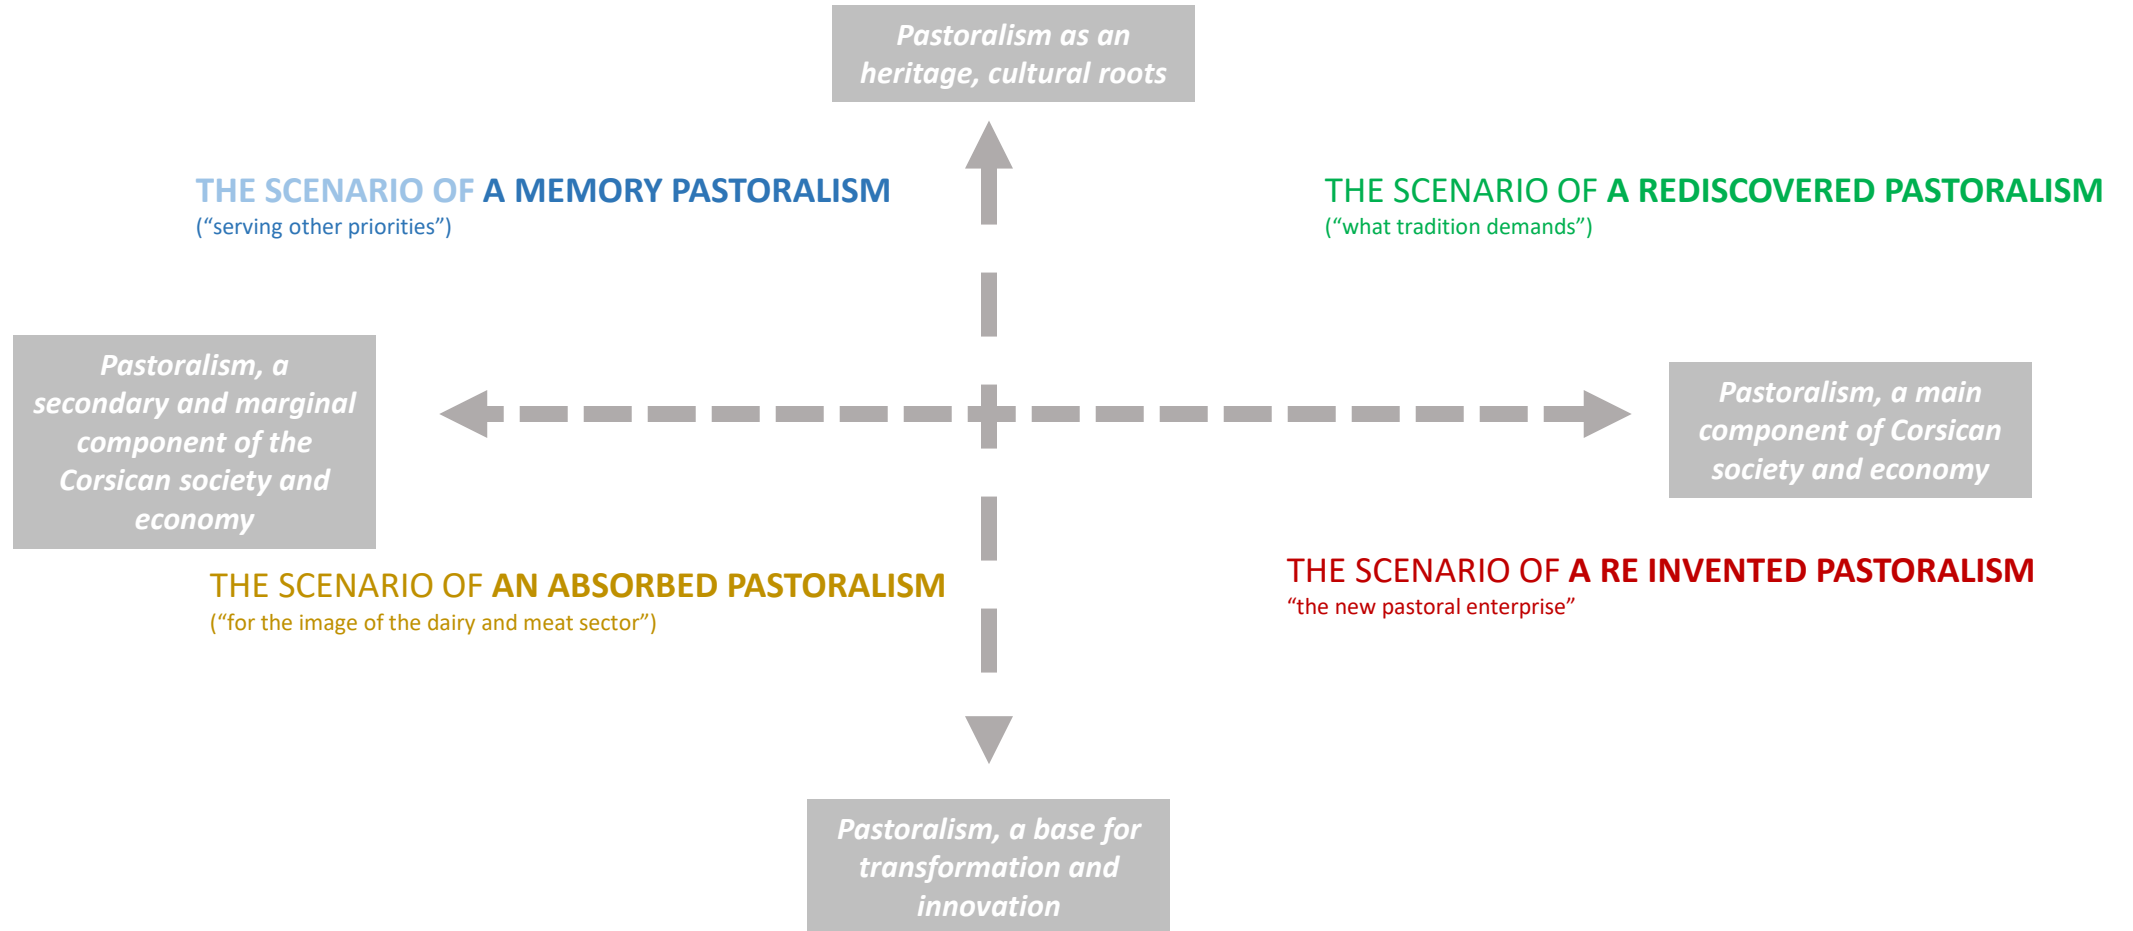 Pastoralism as an
heritage, cultural roots
THE SCENARIO OF A MEMORY PASTORALISM
(“serving other priorities”)
THE SCENARIO OF A REDISCOVERED PASTORALISM
(“what tradition demands”)
Pastoralism, a
secondary and marginal
component of the
Corsican society and
economy
Pastoralism, a main
component of Corsican
society and economy
THE SCENARIO OF AN ABSORBED PASTORALISM
(“for the image of the dairy and meat sector”)
THE SCENARIO OF A RE INVENTED PASTORALISM
“the new pastoral enterprise”
Pastoralism, a base for
transformation and
innovation